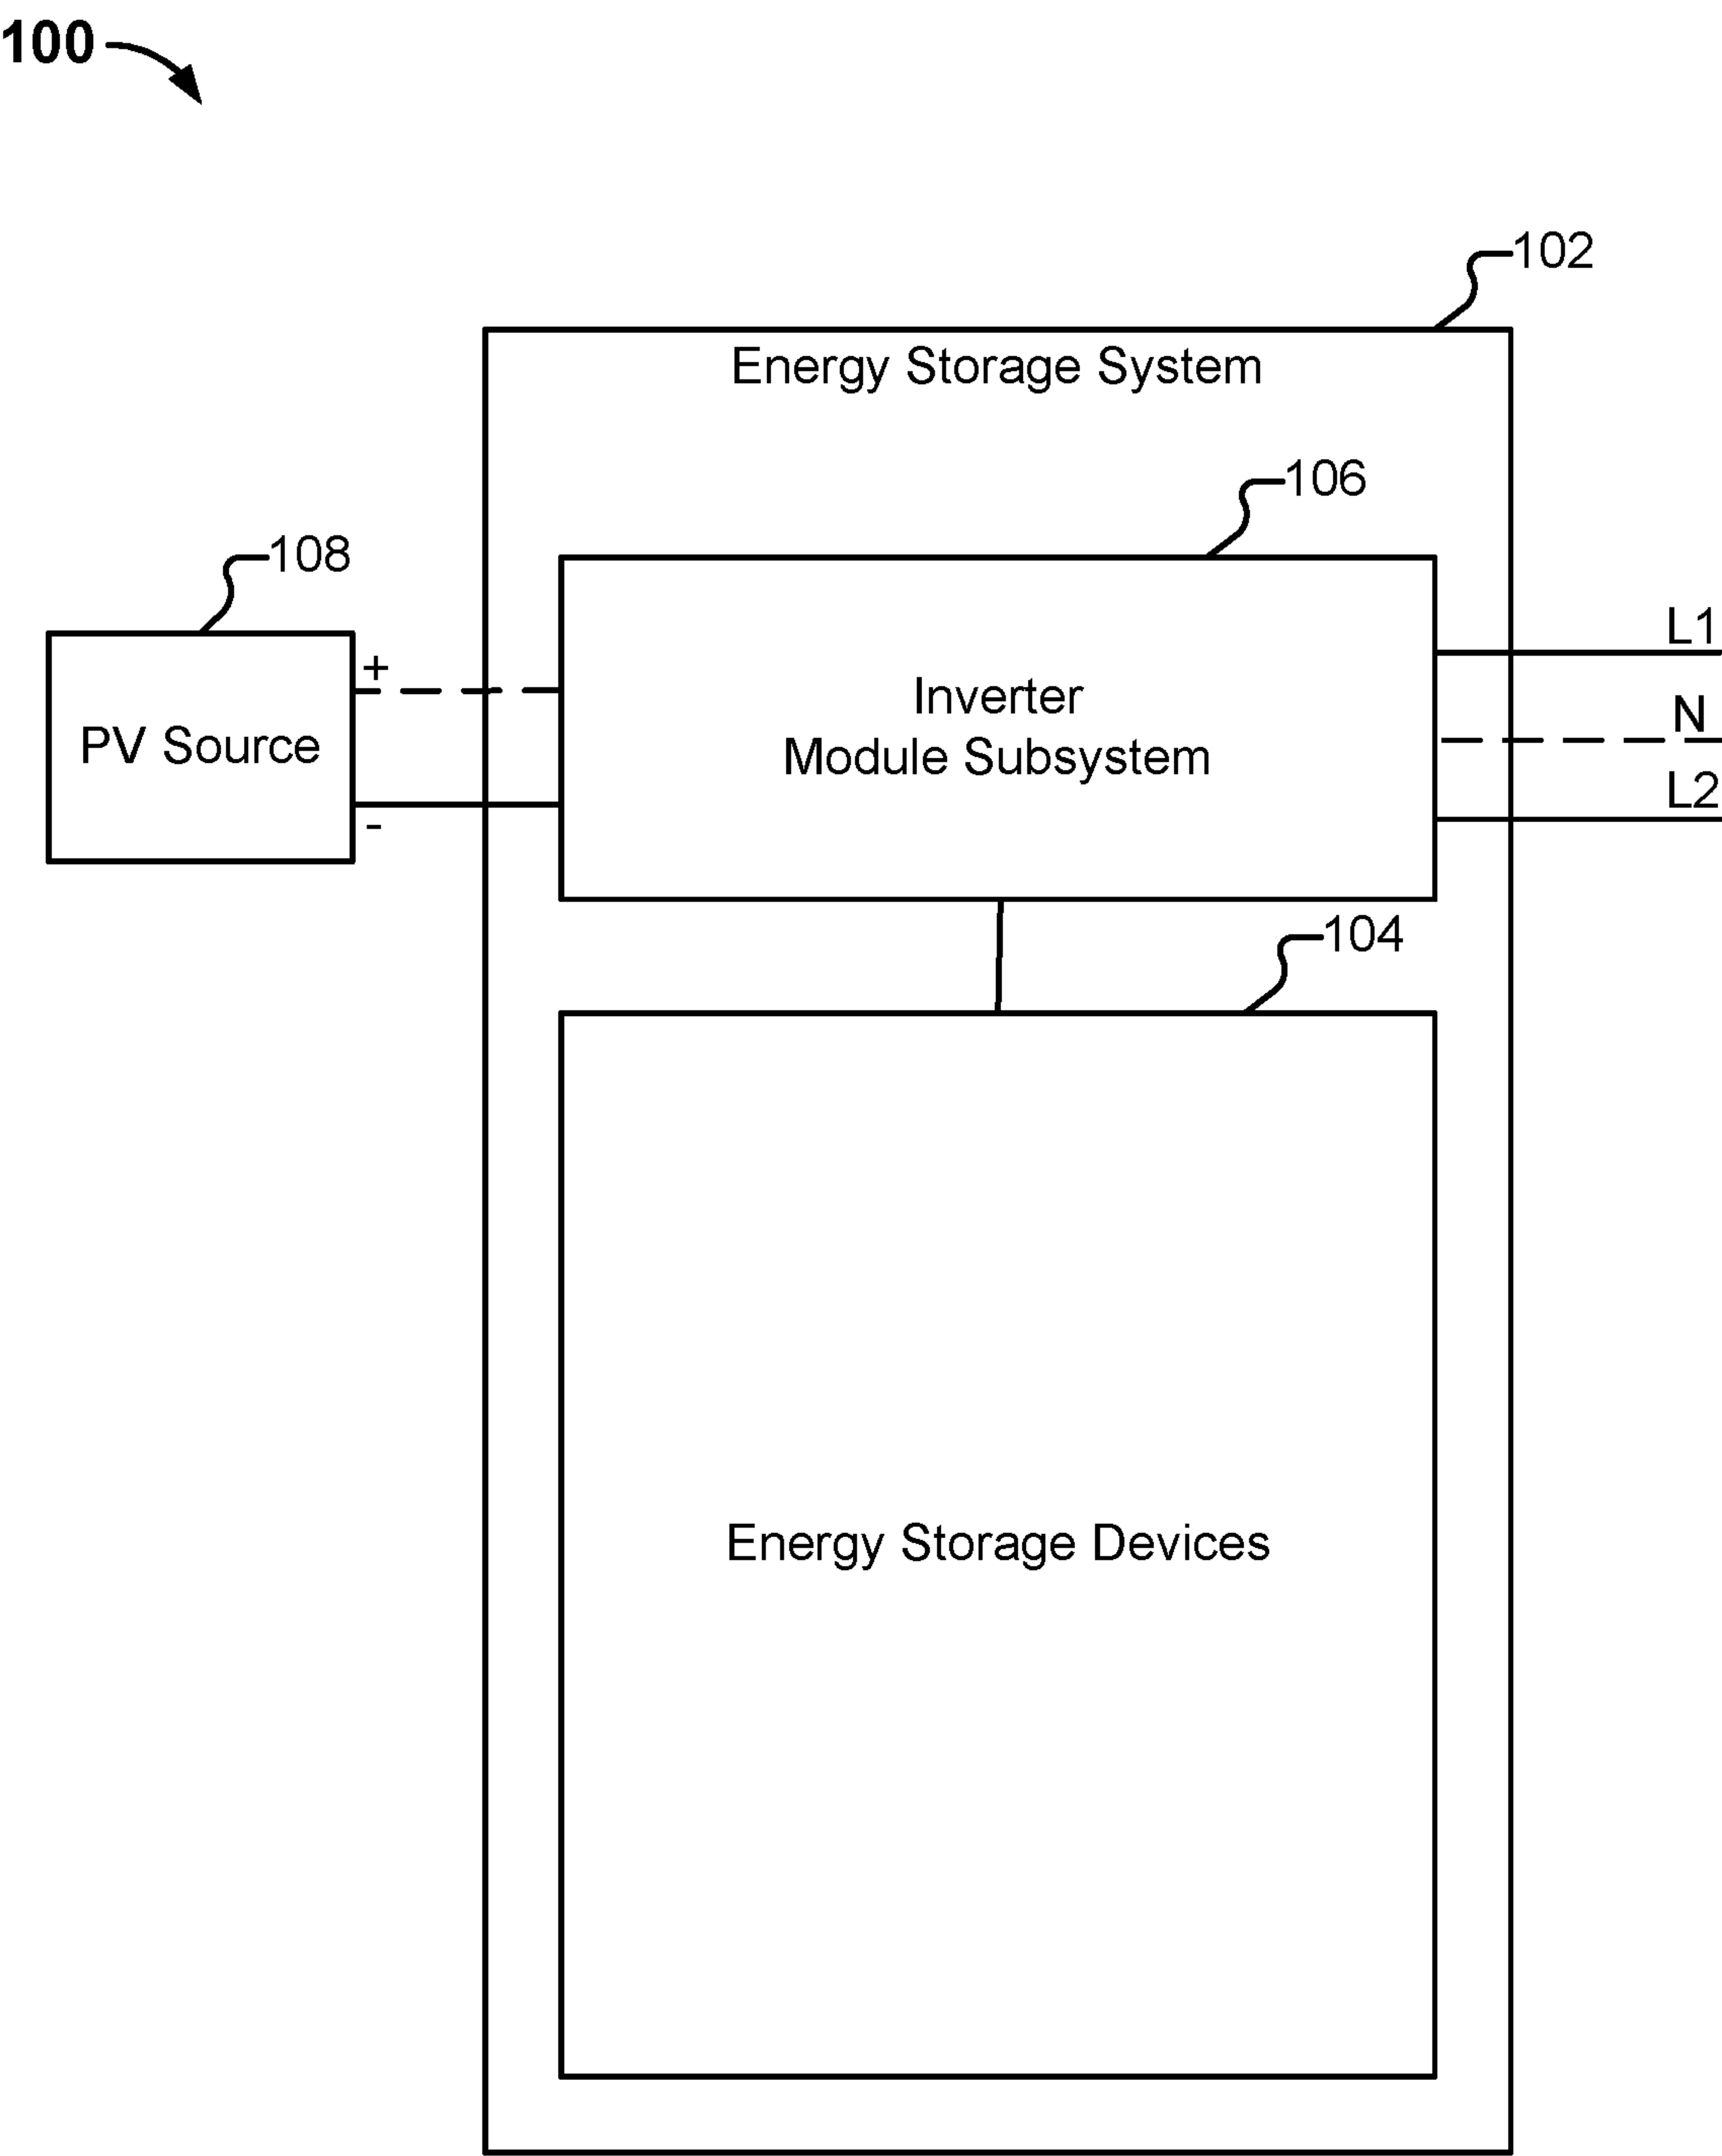 100
102
Energy Storage System
106
108
L1
+
PV Source
Inverter
Module Subsystem
N
L2
-
104
Energy Storage Devices